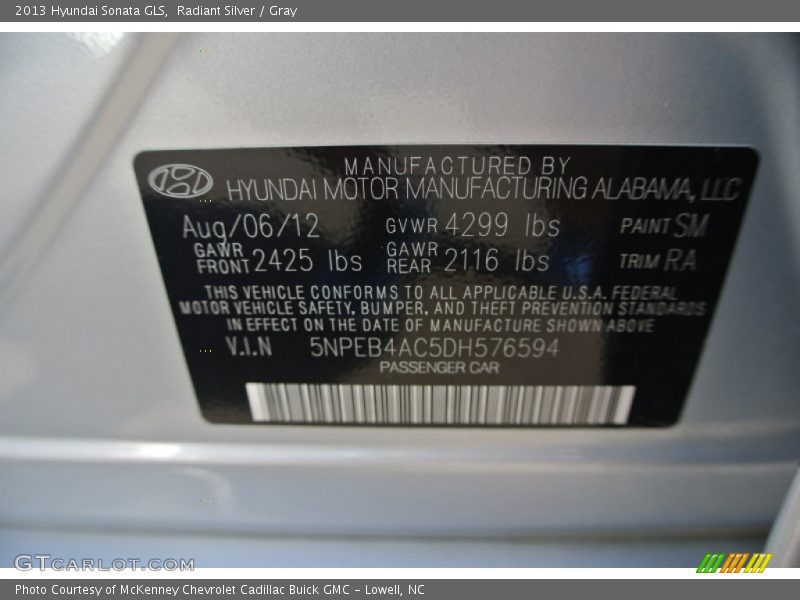 2013 Hyundai Sonata GLS, Radiant Silver / Gray
MANUFACTURED BY
HYUNDAI MOTOR MANUFACTURING ALABAMA, LLC
Aug/06/12 GVWR 4299 lbs PAINT SM
GAWR FRONT 2425 lbs GAWR REAR 2116 lbs TRIM RA
THIS VEHICLE CONFORMS TO ALL APPLICABLE U.S.A. FEDERAL
MOTOR VEHICLE SAFETY, BUMPER, AND THEFT PREVENTION STANDARDS
IN EFFECT ON THE DATE OF MANUFACTURE SHOWN ABOVE
V.I.N 5NPEB4AC5DH576594
PASSENGER CAR
GTCARLOT.COM
Photo Courtesy of McKenney Chevrolet Cadillac Buick GMC - Lowell, NC